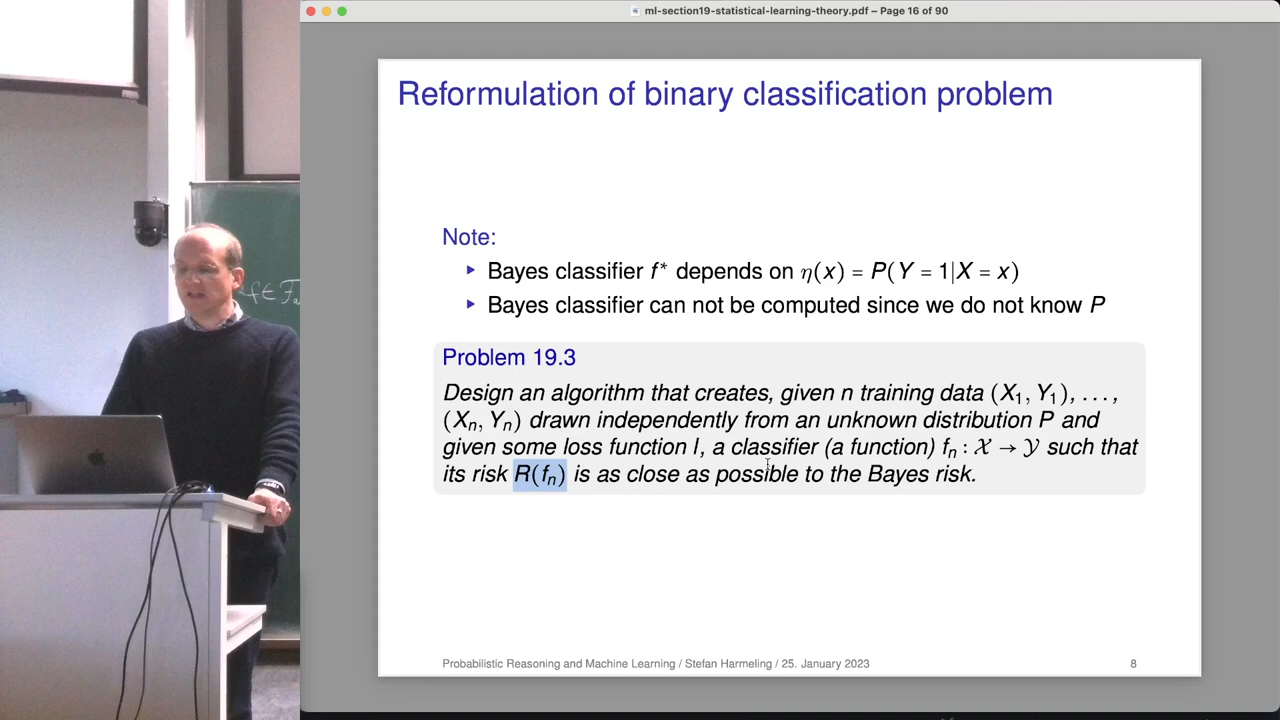 ml-section19-statistical-learning-theory.pdf – Page 16 of 90
Reformulation of binary classification problem
Note:
Bayes classifier f* depends on η(x) = P(Y = 1|X = x)
Bayes classifier can not be computed since we do not know P
Problem 19.3
Design an algorithm that creates, given n training data (X₁, Y₁), . . . ,
(Xₙ, Yₙ) drawn independently from an unknown distribution P and
given some loss function l, a classifier (a function) fₙ : 𝒳 → 𝒴 such that
its risk R(fₙ) is as close as possible to the Bayes risk.
Probabilistic Reasoning and Machine Learning / Stefan Harmeling / 25. January 2023
8